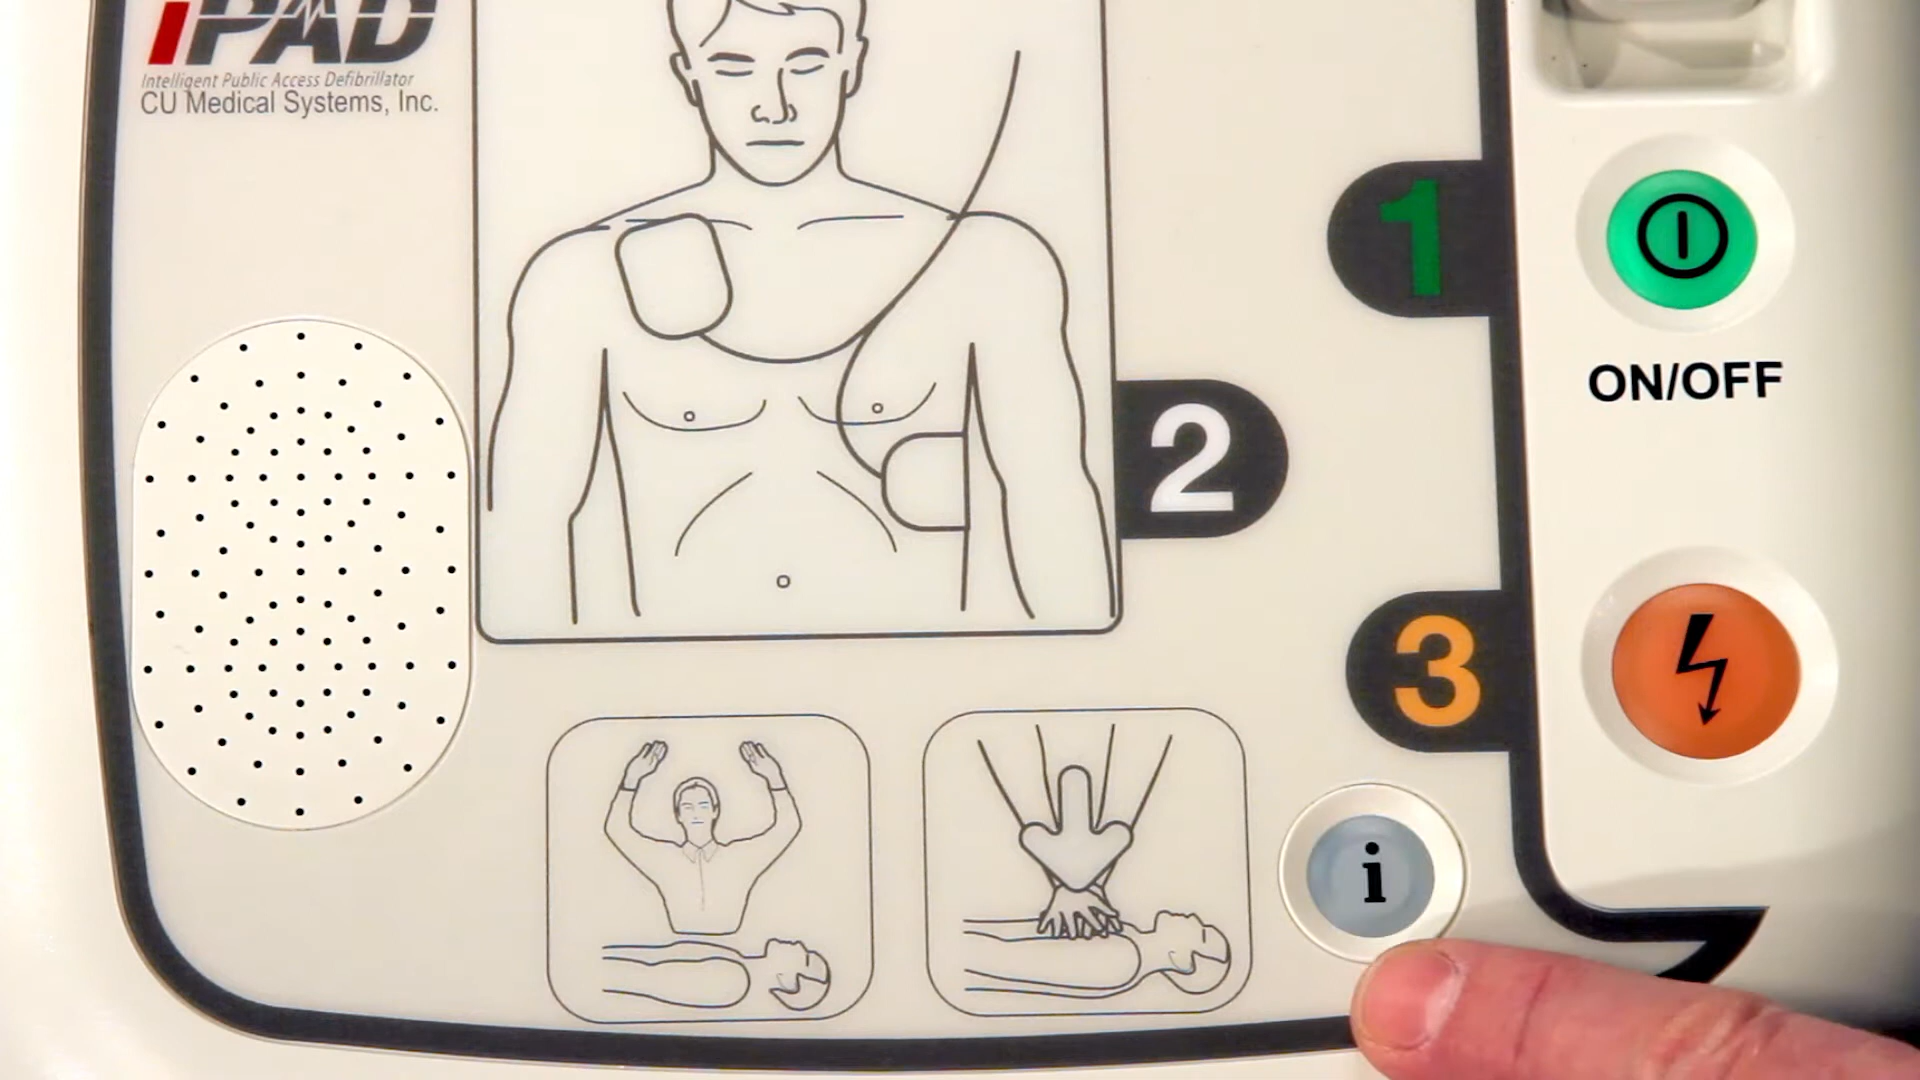 iPAD
Intelligent Public Access Defibrillator
CU Medical Systems, Inc.
1
ON/OFF
2
3
i